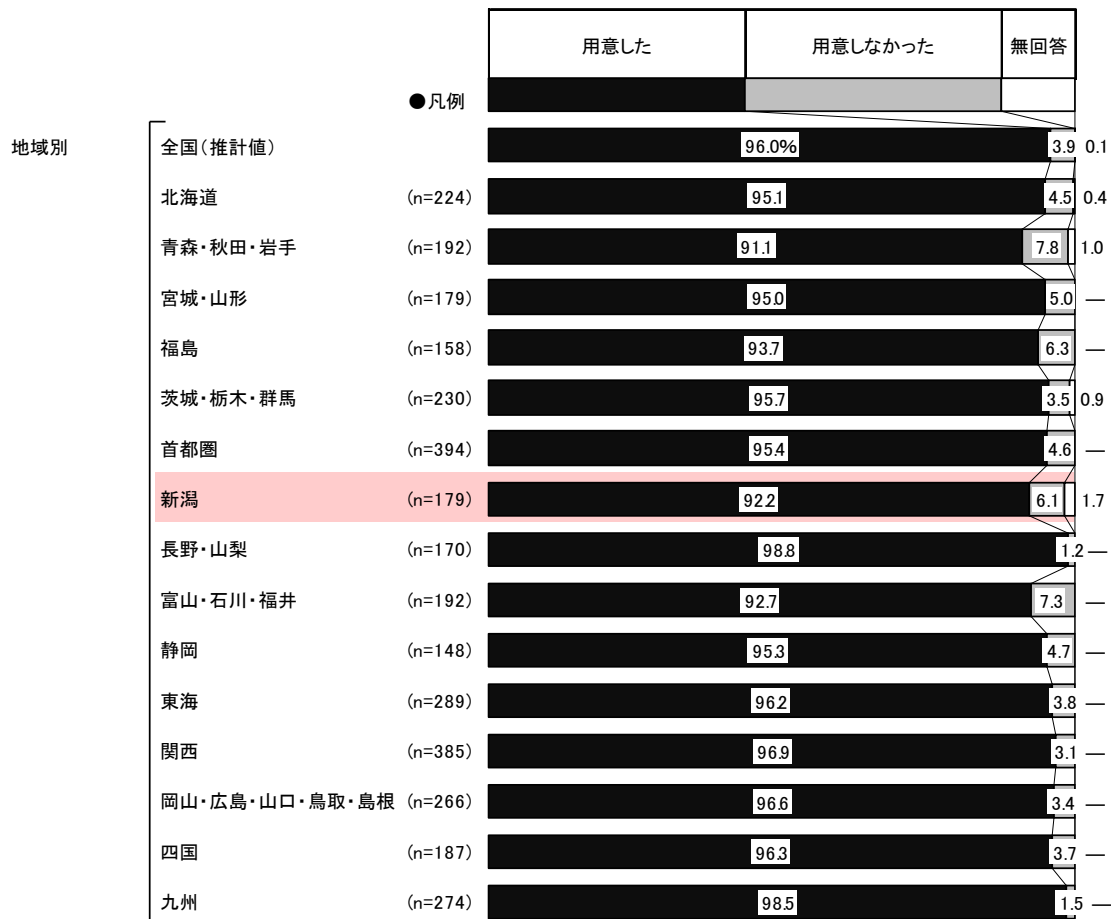 用意した 用意しなかった 無回答
●凡例
地域別 全国(推計値) 96.0% 3.9 0.1
北海道 (n=224) 95.1 4.5 0.4
青森・秋田・岩手 (n=192) 91.1 7.8 1.0
宮城・山形 (n=179) 95.0 5.0 —
福島 (n=158) 93.7 6.3 —
茨城・栃木・群馬 (n=230) 95.7 3.5 0.9
首都圏 (n=394) 95.4 4.6 —
新潟 (n=179) 92.2 6.1 1.7
長野・山梨 (n=170) 98.8 1.2 —
富山・石川・福井 (n=192) 92.7 7.3 —
静岡 (n=148) 95.3 4.7 —
東海 (n=289) 96.2 3.8 —
関西 (n=385) 96.9 3.1 —
岡山・広島・山口・鳥取・島根 (n=266) 96.6 3.4 —
四国 (n=187) 96.3 3.7 —
九州 (n=274) 98.5 1.5 —